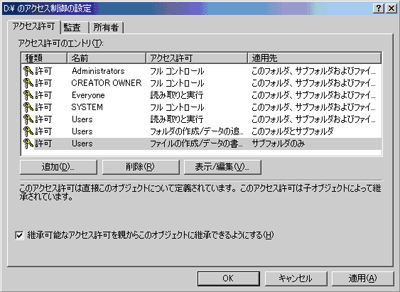 D:¥ のアクセス制御の設定
アクセス許可 監査 所有者
アクセス許可のエントリ(T):
種類 名前 アクセス許可 適用先
許可 Administrators フル コントロール このフォルダ、サブフォルダおよびファイ...
許可 CREATOR OWNER フル コントロール このフォルダ、サブフォルダおよびファイ...
許可 Everyone 読み取りと実行 このフォルダ、サブフォルダおよびファイ...
許可 SYSTEM フル コントロール このフォルダ、サブフォルダおよびファイ...
許可 Users 読み取りと実行 このフォルダ、サブフォルダおよびファイ...
許可 Users フォルダの作成/データの追... このフォルダとサブフォルダ
許可 Users ファイルの作成/データの書... サブフォルダのみ
追加(D)... 削除(R) 表示/編集(V)...
このアクセス許可は直接このオブジェクトについて定義されています。このアクセス許可は子オブジェクトによって継
承されています。
継承可能なアクセス許可を親からこのオブジェクトに継承できるようにする(H)
OK キャンセル 適用(A)